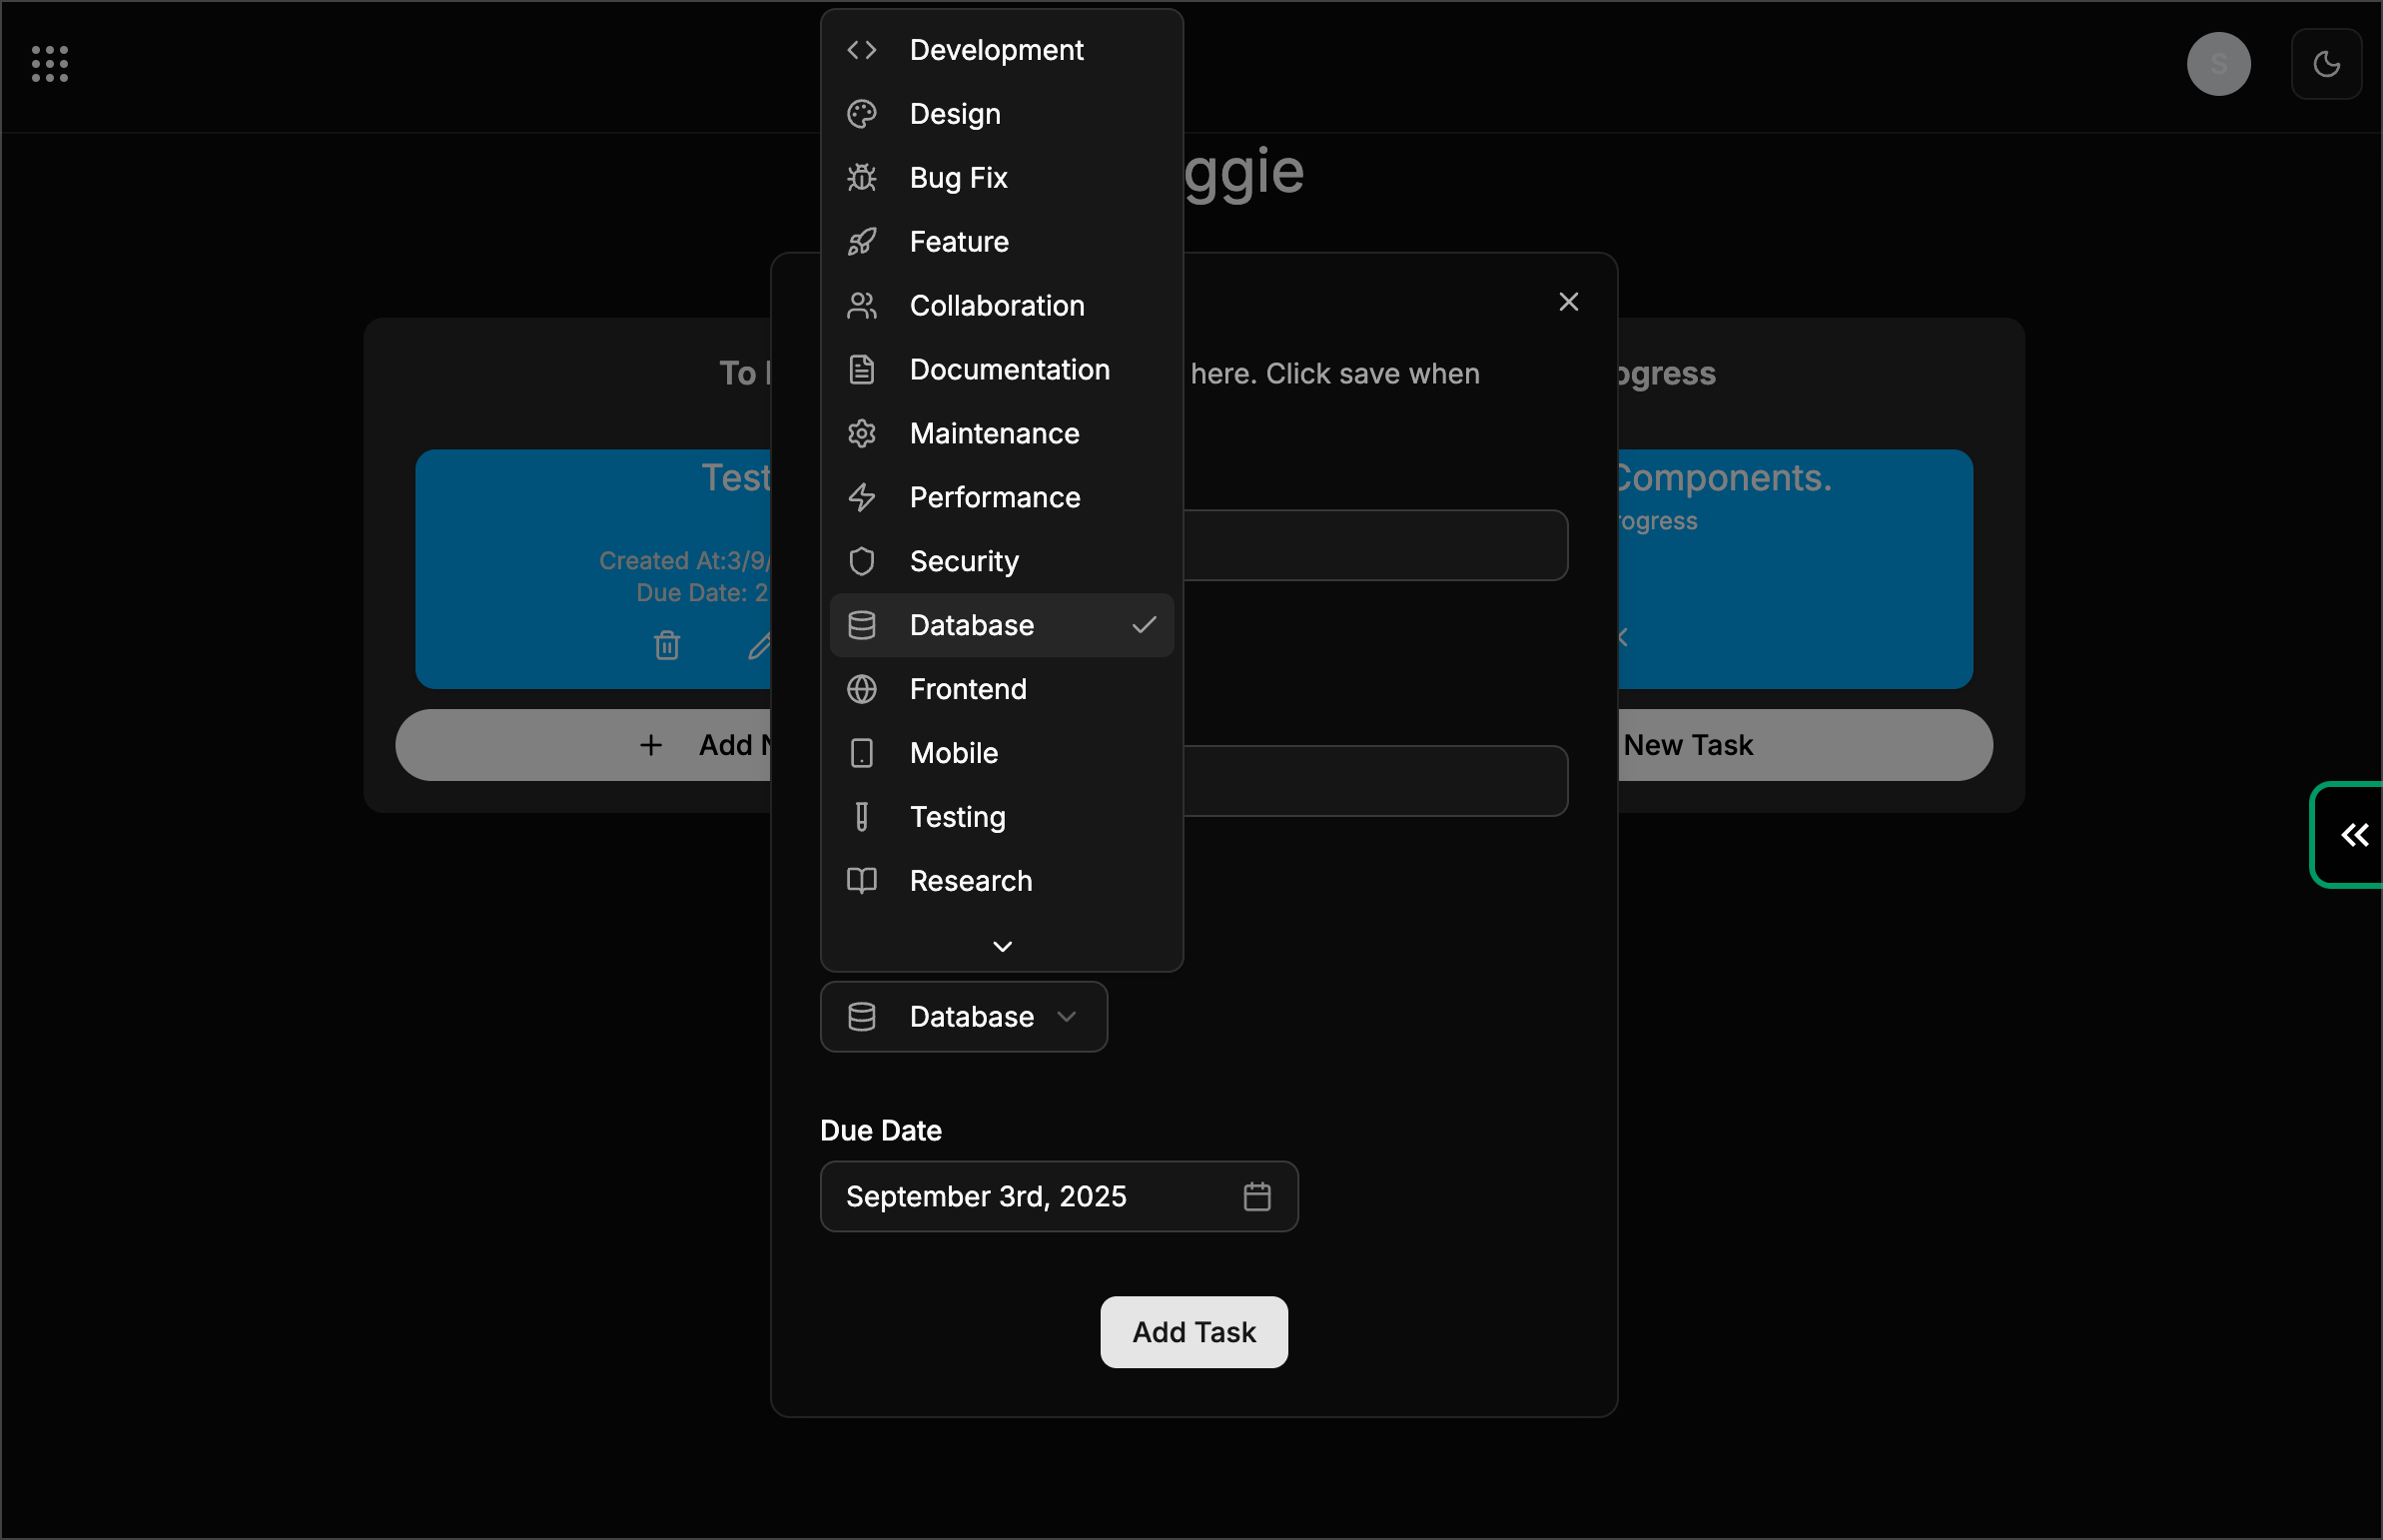 S
ggie
Development
Design
Bug Fix
Feature
Collaboration
Documentation
Maintenance
Performance
Security
Database
Frontend
Mobile
Testing
Research
here. Click save when
To
Test
Created At:3/9/
Due Date: 2
Add
ogress
Components.
rogress
New Task
Database
Due Date
September 3rd, 2025
Add Task